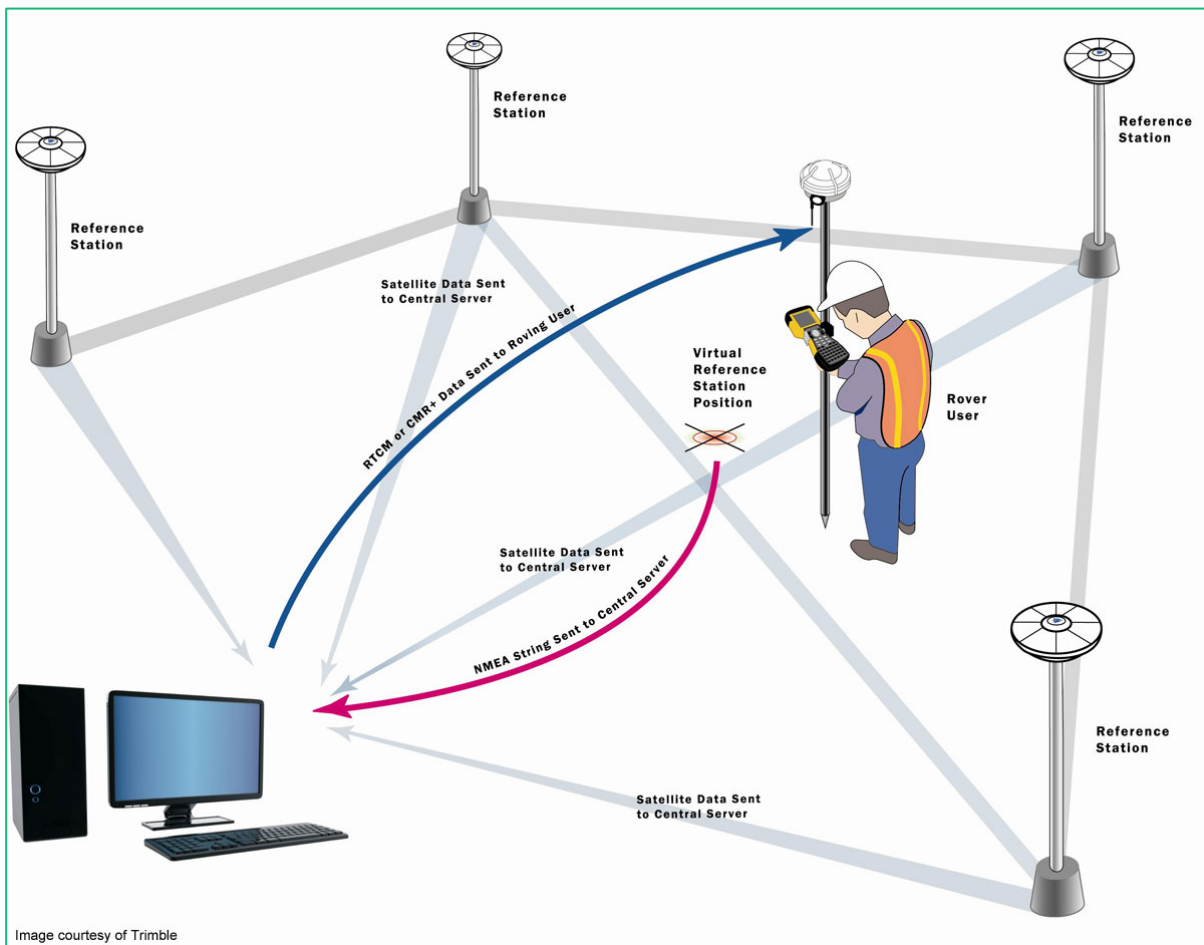 Reference
Station
Reference
Station
Reference
Station
Satellite Data Sent
to Central Server
RTCM or CMR+ Data Sent to Roving User
Virtual
Reference
Station
Position
Rover
User
Satellite Data Sent
to Central Server
NMEA String Sent to Central Server
Reference
Station
Satellite Data Sent
to Central Server
Image courtesy of Trimble